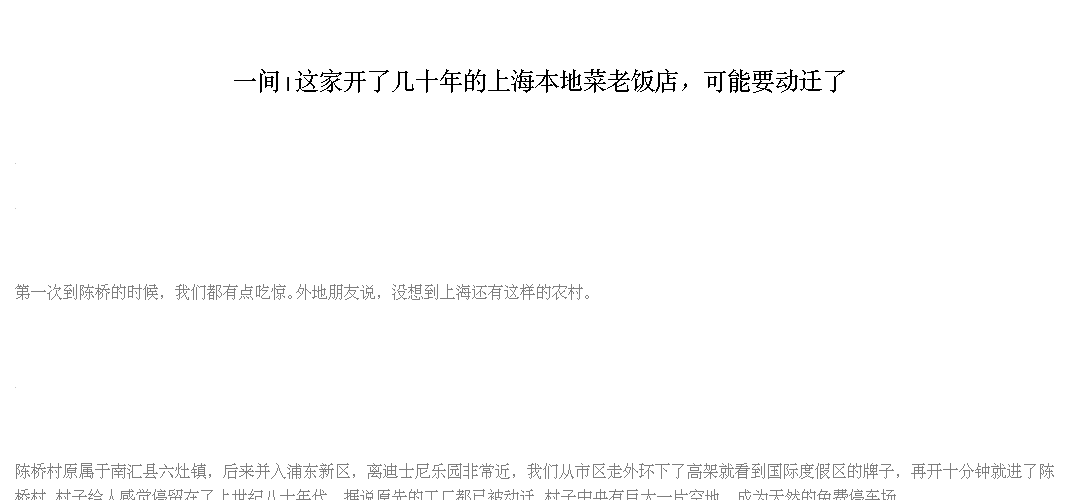 一间|这家开了几十年的上海本地菜老饭店，可能要动迁了
第一次到陈桥的时候，我们都有点吃惊。外地朋友说，没想到上海还有这样的农村。
陈桥村原属于南汇县六灶镇，后来并入浦东新区，离迪士尼乐园非常近，我们从市区走外环下了高架就看到国际度假区的牌子，再开十分钟就进了陈
桥村。村子给人感觉停留在了上世纪八十年代，据说原先的工厂都已被动迁，村子中央有巨大一片空地，成为天然的免费停车场